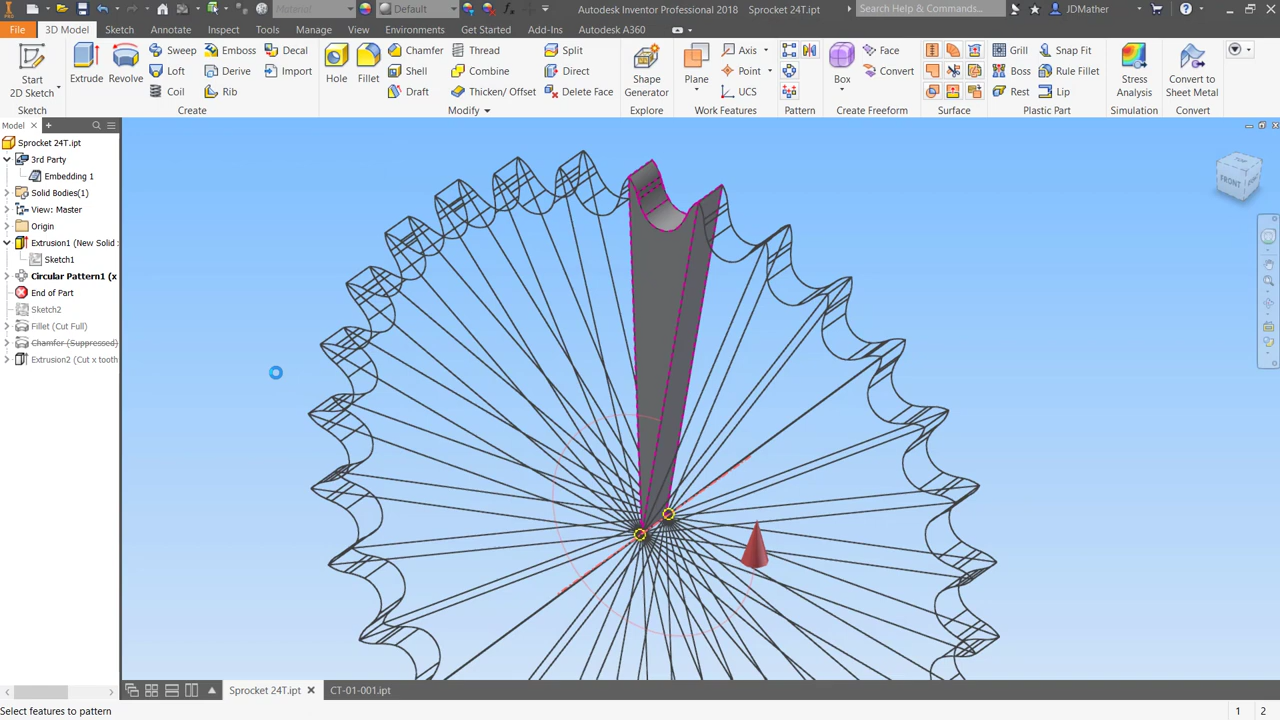 PRO
Material
Default
Autodesk Inventor Professional 2018 Sprocket 24T.ipt
Search Help & Commands...
JDMather
File
3D Model
Sketch
Annotate
Inspect
Tools
Manage
View
Environments
Get Started
Add-Ins
Autodesk A360
Start
2D Sketch
Extrude
Revolve
Sweep
Emboss
Decal
Loft
Derive
Import
Coil
Rib
Hole
Fillet
Chamfer
Thread
Split
Shell
Combine
Direct
Draft
Thicken/ Offset
Delete Face
Shape
Generator
Plane
Axis
Point
UCS
Box
Face
Convert
Grill
Snap Fit
Boss
Rule Fillet
Rest
Lip
Stress
Analysis
Convert to
Sheet Metal
Sketch
Create
Modify
Explore
Work Features
Pattern
Create Freeform
Surface
Plastic Part
Simulation
Convert
Model
Sprocket 24T.ipt
3rd Party
Embedding 1
Solid Bodies(1)
View: Master
Origin
Extrusion1 (New Solid
Sketch1
Circular Pattern1 (x
End of Part
Sketch2
Fillet (Cut Full)
Chamfer (Suppressed)
Extrusion2 (Cut x tooth
TOP
FRONT
Sprocket 24T.ipt
CT-01-001.ipt
Select features to pattern
1
2